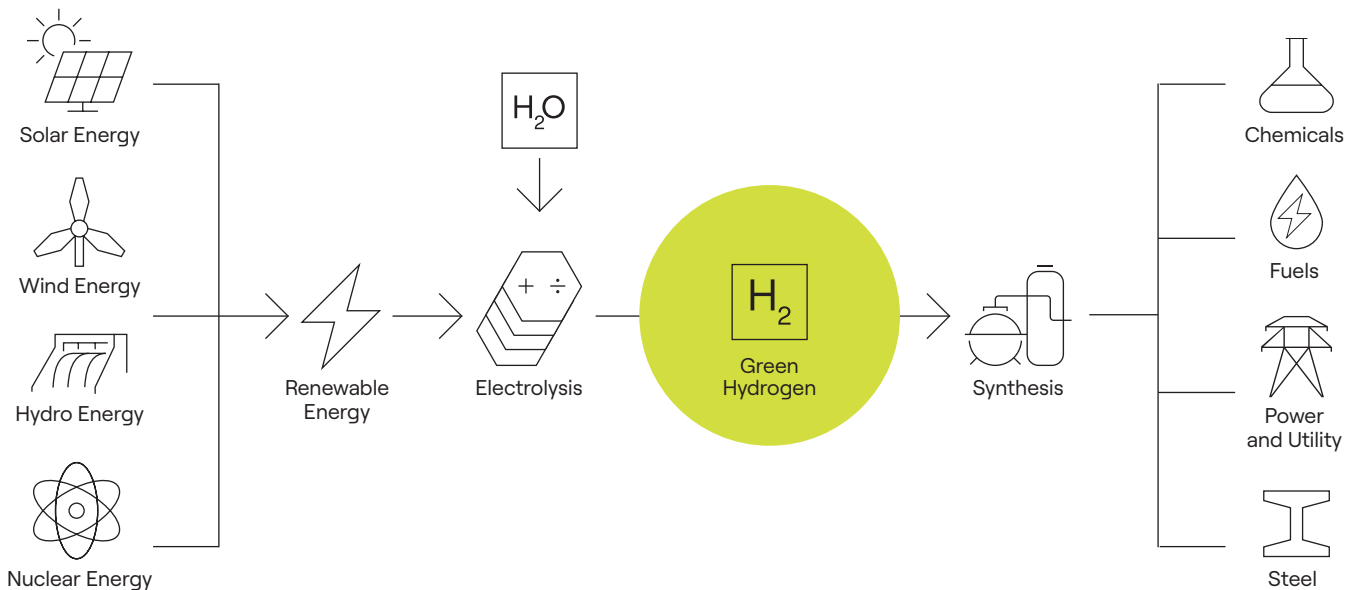 Solar Energy
Wind Energy
Hydro Energy
Nuclear Energy
Renewable
Energy
H₂O
+ ÷
Electrolysis
H₂
Green
Hydrogen
Synthesis
Chemicals
Fuels
Power
and Utility
Steel